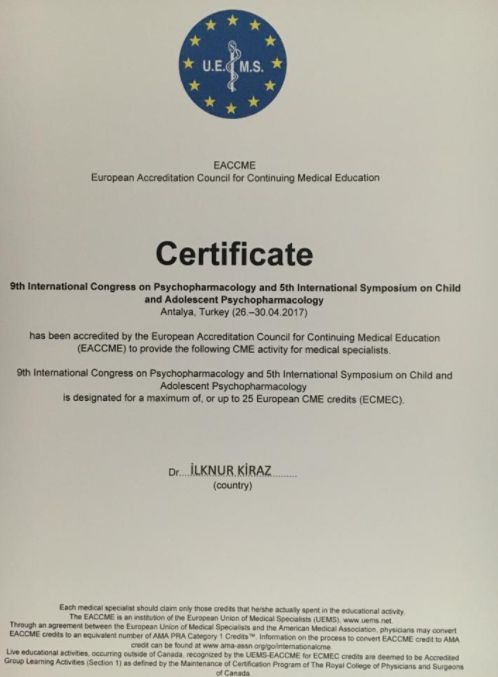 U.E. M.S.
EACCME
European Accreditation Council for Continuing Medical Education
Certificate
9th International Congress on Psychopharmacology and 5th International Symposium on Child
and Adolescent Psychopharmacology
Antalya, Turkey (26.–30.04.2017)
has been accredited by the European Accreditation Council for Continuing Medical Education
(EACCME) to provide the following CME activity for medical specialists.
9th International Congress on Psychopharmacology and 5th International Symposium on Child and
Adolescent Psychopharmacology
is designated for a maximum of, or up to 25 European CME credits (ECMEC).
Dr....İLKNUR KİRAZ.........
(country)
Each medical specialist should claim only those credits that he/she actually spent in the educational activity.
The EACCME is an institution of the European Union of Medical Specialists (UEMS), www.uems.net.
Through an agreement between the European Union of Medical Specialists and the American Medical Association, physicians may convert
EACCME credits to an equivalent number of AMA PRA Category 1 Credits™. Information on the process to convert EACCME credit to AMA
credit can be found at www.ama-assn.org/go/internationalcme.
Live educational activities, occurring outside of Canada, recognized by the UEMS-EACCME for ECMEC credits are deemed to be Accredited
Group Learning Activities (Section 1) as defined by the Maintenance of Certification Program of The Royal College of Physicians and Surgeons
of Canada.